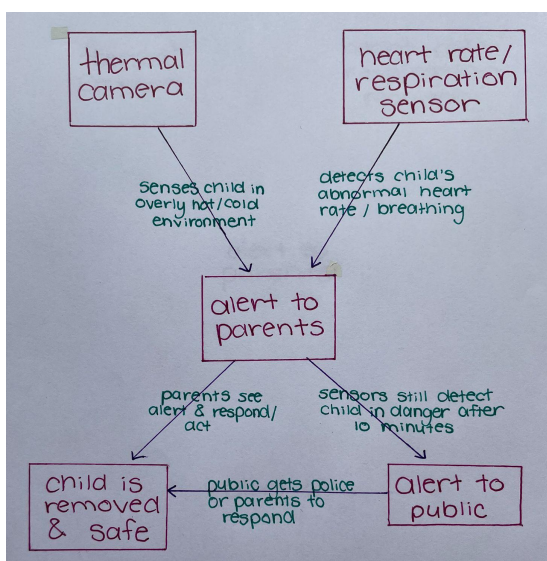 thermal
camera
heart rate/
respiration
sensor
senses child in
overly hot/cold
environment
detects child's
abnormal heart
rate / breathing
alert to
parents
parents see
alert & respond/
act
sensors still detect
child in danger after
10 minutes
child is
removed
& safe
public gets police
or parents to
respond
alert to
public